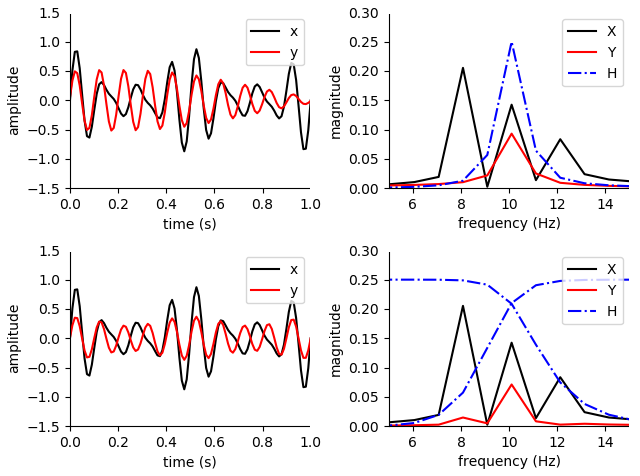 1.5
1.0
0.5
0.0
−0.5
−1.0
−1.5
amplitude
x
y
0.0 0.2 0.4 0.6 0.8 1.0
time (s)
0.30
0.25
0.20
0.15
0.10
0.05
0.00
magnitude
X
Y
H
6 8 10 12 14
frequency (Hz)
1.5
1.0
0.5
0.0
−0.5
−1.0
−1.5
amplitude
x
y
0.0 0.2 0.4 0.6 0.8 1.0
time (s)
0.30
0.25
0.20
0.15
0.10
0.05
0.00
magnitude
X
Y
H
6 8 10 12 14
frequency (Hz)